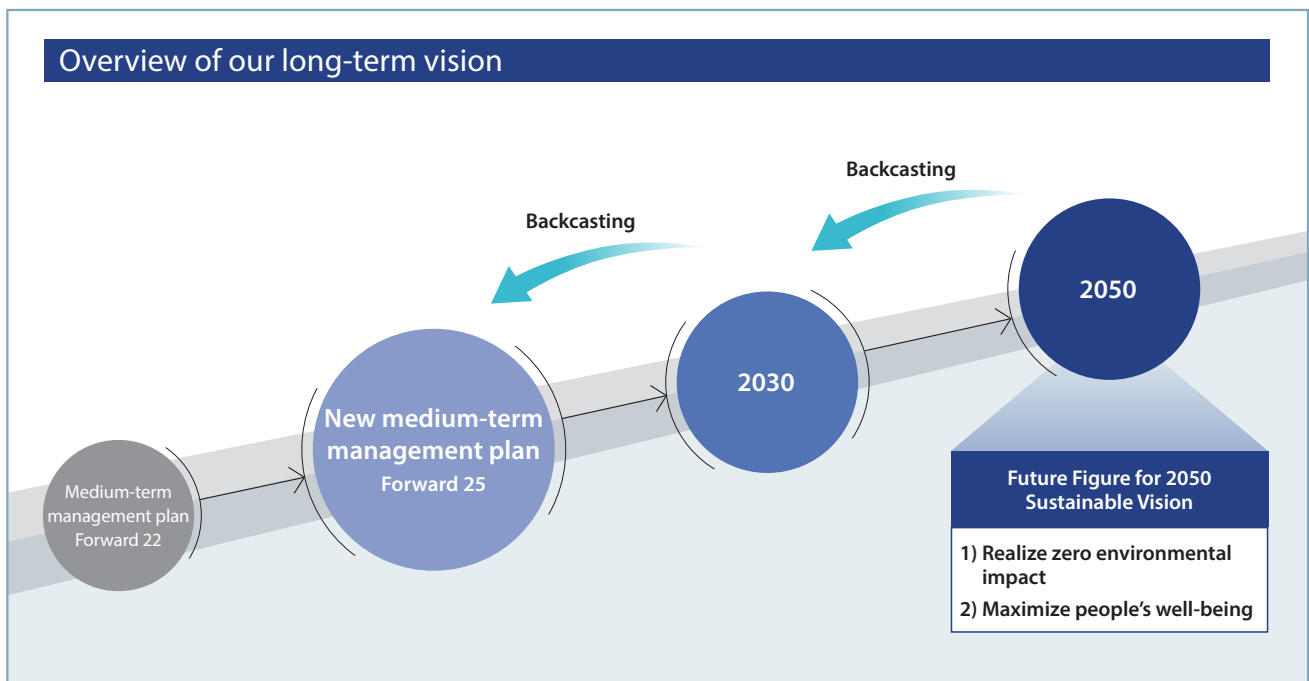 Overview of our long-term vision
Backcasting
Backcasting
2050
2030
New medium-term
management plan
Forward 25
Medium-term
management plan
Forward 22
Future Figure for 2050
Sustainable Vision
1) Realize zero environmental
impact
2) Maximize people’s well-being